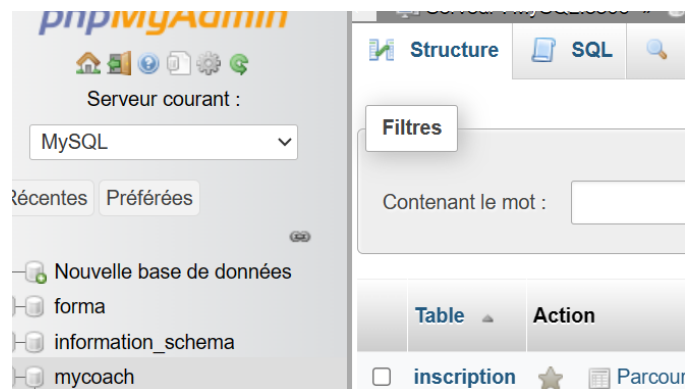 phpMyAdmin
Serveur courant :
MySQL
Récentes Préférées
Nouvelle base de données
forma
information_schema
mycoach
Structure SQL
Filtres
Contenant le mot :
Table Action
inscription Parcour